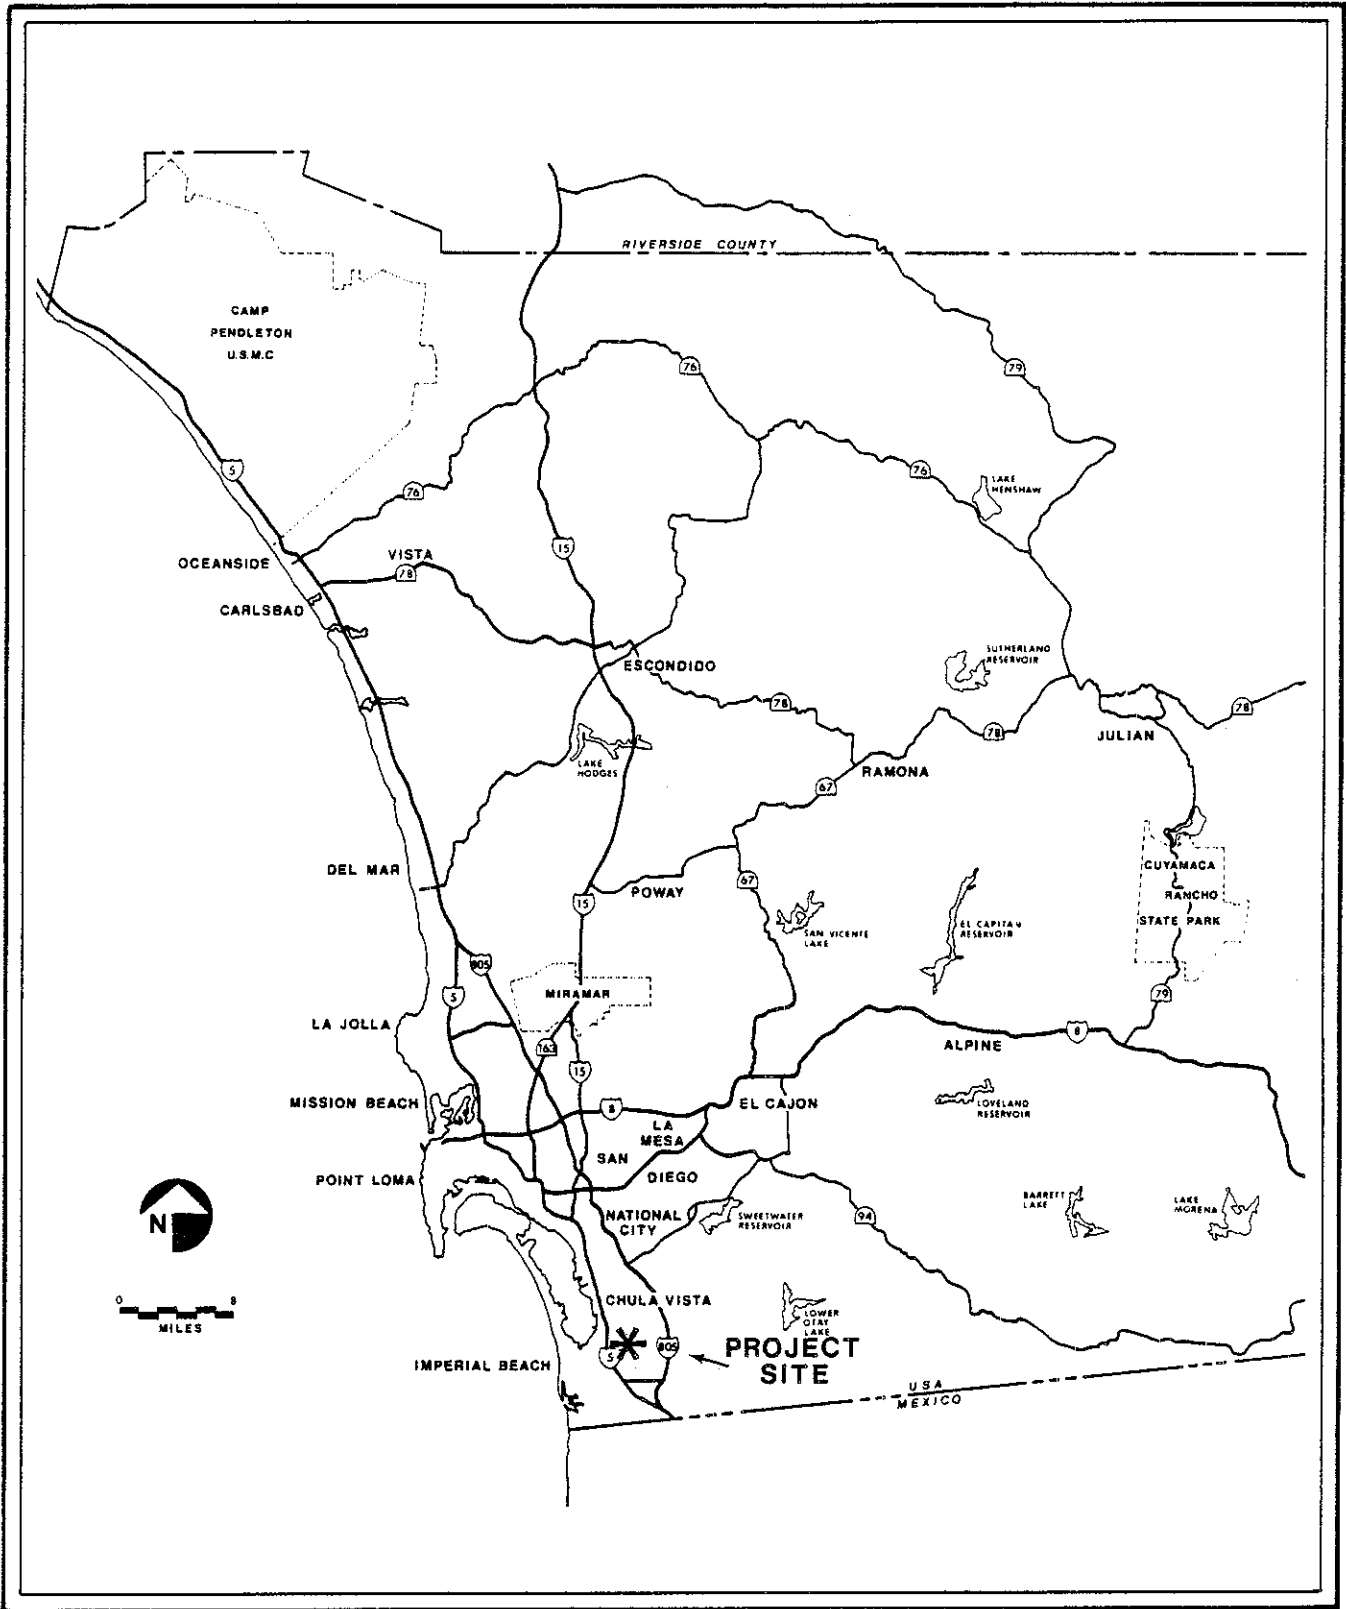 RIVERSIDE COUNTY
CAMP
PENDLETON
U.S.M.C
76
79
5
76
76
LAKE
HENSHAW
15
OCEANSIDE
VISTA
78
CARLSBAD
ESCONDIDO
SUTHERLAND
RESERVOIR
78
78
78
JULIAN
LAKE
HODGES
RAMONA
67
DEL MAR
POWAY
67
15
CUYAMACA
RANCHO
STATE PARK
SAN VICENTE
LAKE
EL CAPITAN
RESERVOIR
805
5
MIRAMAR
79
LA JOLLA
163
15
ALPINE
8
MISSION BEACH
8
EL CAJON
LOVELAND
RESERVOIR
LA
MESA
SAN
DIEGO
POINT LOMA
N
NATIONAL
CITY
SWEETWATER
RESERVOIR
94
BARRETT
LAKE
LAKE
MORENA
0 8
MILES
CHULA VISTA
LOWER
OTAY
LAKE
IMPERIAL BEACH
5
805
PROJECT
SITE
USA
MEXICO